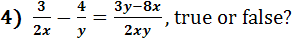 4) 3/2x − 4/y = 3y−8x/2xy, true or false?